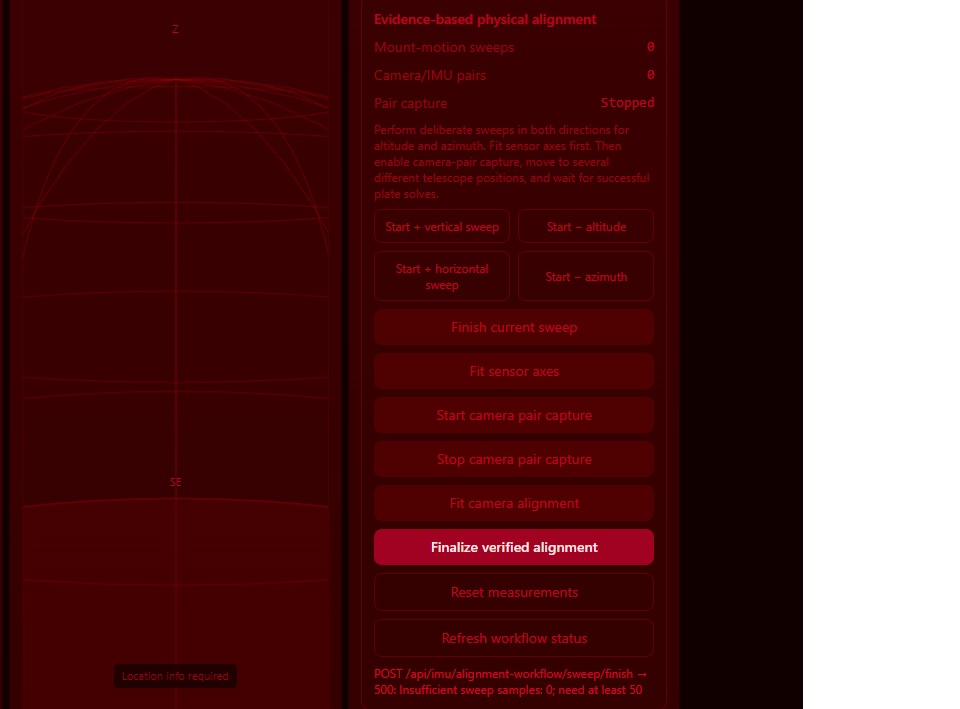 Z
SE
Location info required
Evidence-based physical alignment
Mount-motion sweeps 0
Camera/IMU pairs 0
Pair capture Stopped
Perform deliberate sweeps in both directions for
altitude and azimuth. Fit sensor axes first. Then
enable camera-pair capture, move to several
different telescope positions, and wait for successful
plate solves.
Start + vertical sweep
Start − altitude
Start + horizontal
sweep
Start − azimuth
Finish current sweep
Fit sensor axes
Start camera pair capture
Stop camera pair capture
Fit camera alignment
Finalize verified alignment
Reset measurements
Refresh workflow status
POST /api/imu/alignment-workflow/sweep/finish →
500: Insufficient sweep samples: 0; need at least 50